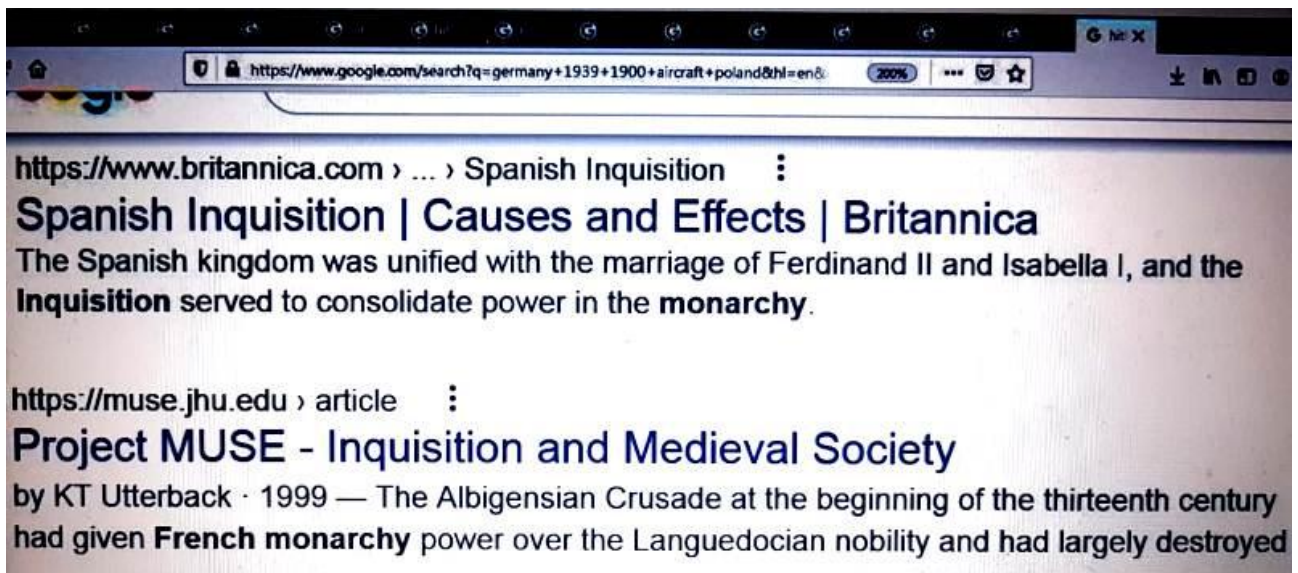 https://www.google.com/search?q=germany+1939+1900+aircraft+poland&hl=en&
200%
https://www.britannica.com › ... › Spanish Inquisition
Spanish Inquisition | Causes and Effects | Britannica
The Spanish kingdom was unified with the marriage of Ferdinand II and Isabella I, and the
Inquisition served to consolidate power in the monarchy.
https://muse.jhu.edu › article
Project MUSE - Inquisition and Medieval Society
by KT Utterback · 1999 — The Albigensian Crusade at the beginning of the thirteenth century
had given French monarchy power over the Languedocian nobility and had largely destroyed